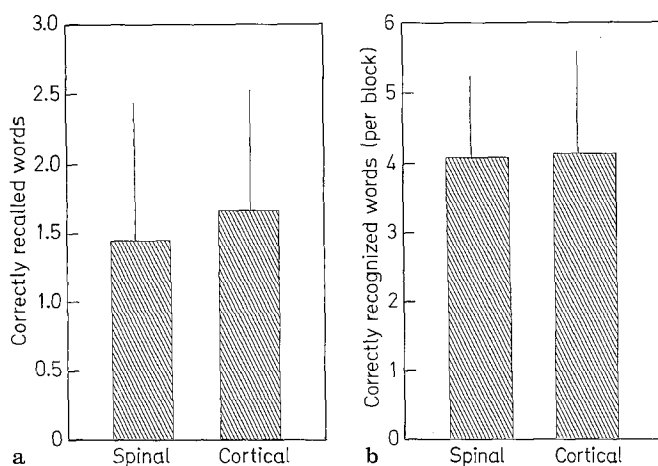 Correctly recalled words
3.0
2.5
2.0
1.5
1.0
0.5
0
Spinal Cortical
a
Correctly recognized words (per block)
6
5
4
3
2
1
0
Spinal Cortical
b